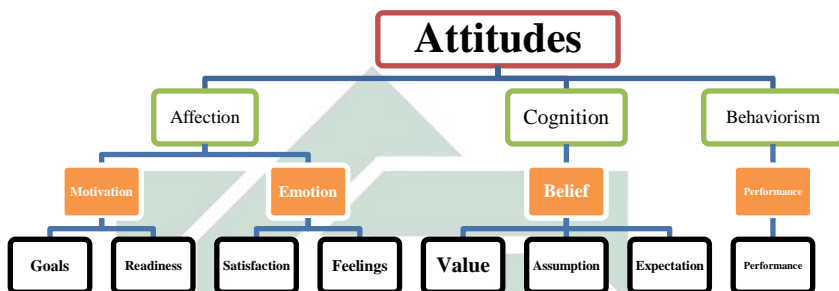 Attitudes
Affection
Cognition
Behaviorism
Motivation
Emotion
Belief
Performance
Goals
Readiness
Satisfaction
Feelings
Value
Assumption
Expectation
Performance